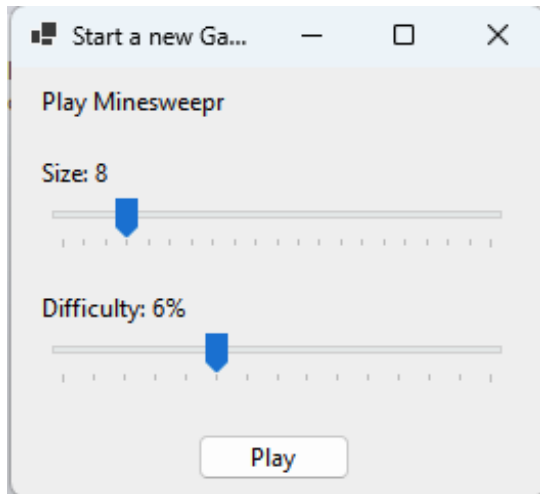 Start a new Ga...
Play Minesweepr
Size: 8
Difficulty: 6%
Play